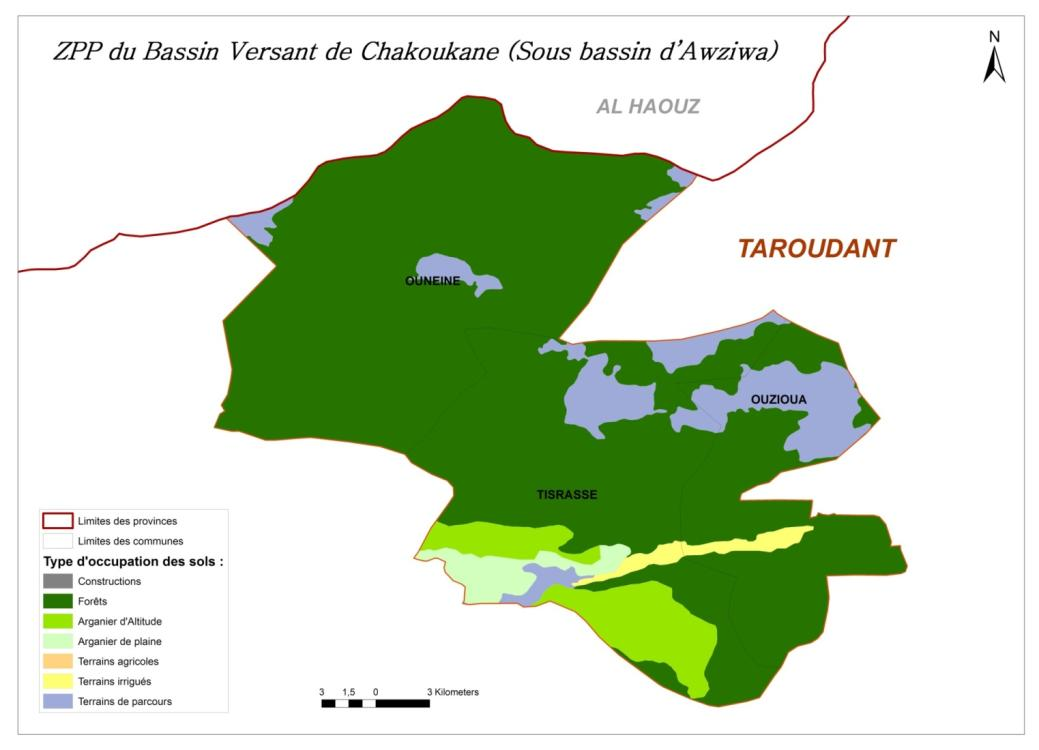 ZPP du Bassin Versant de Chakoukane (Sous bassin d'Awziwa)
N
AL HAOUZ
TAROUDANT
OUNEINE
OUZIOUA
TISRASSE
Limites des provinces
Limites des communes
Type d'occupation des sols :
Constructions
Forêts
Arganier d'Altitude
Arganier de plaine
Terrains agricoles
Terrains irrigués
Terrains de parcours
3 1,5 0 3 Kilometers